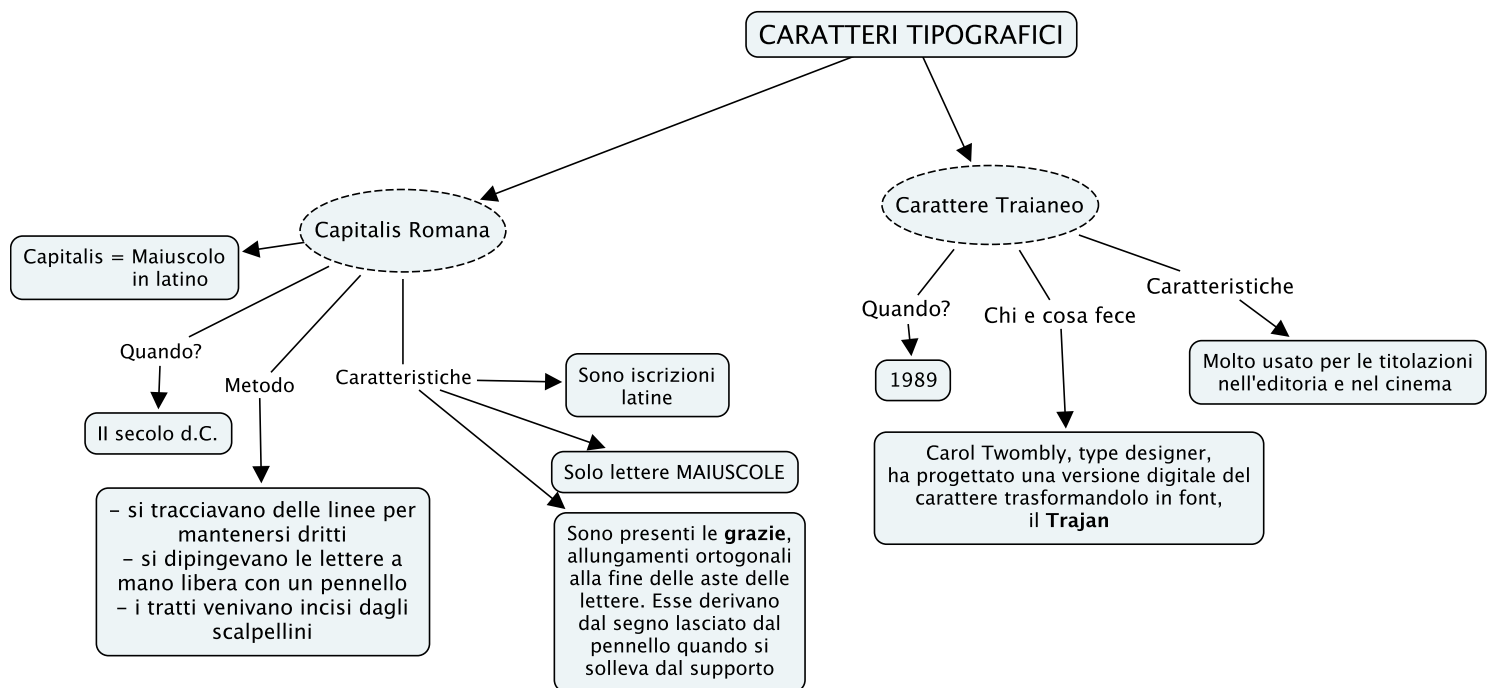 CARATTERI TIPOGRAFICI
Capitalis Romana
Capitalis = Maiuscolo
in latino
Quando?
II secolo d.C.
Metodo
– si tracciavano delle linee per
mantenersi dritti
– si dipingevano le lettere a
mano libera con un pennello
– i tratti venivano incisi dagli
scalpellini
Caratteristiche
Sono iscrizioni
latine
Solo lettere MAIUSCOLE
Sono presenti le grazie,
allungamenti ortogonali
alla fine delle aste delle
lettere. Esse derivano
dal segno lasciato dal
pennello quando si
solleva dal supporto
Carattere Traianeo
Quando?
1989
Chi e cosa fece
Carol Twombly, type designer,
ha progettato una versione digitale del
carattere trasformandolo in font,
il Trajan
Caratteristiche
Molto usato per le titolazioni
nell'editoria e nel cinema